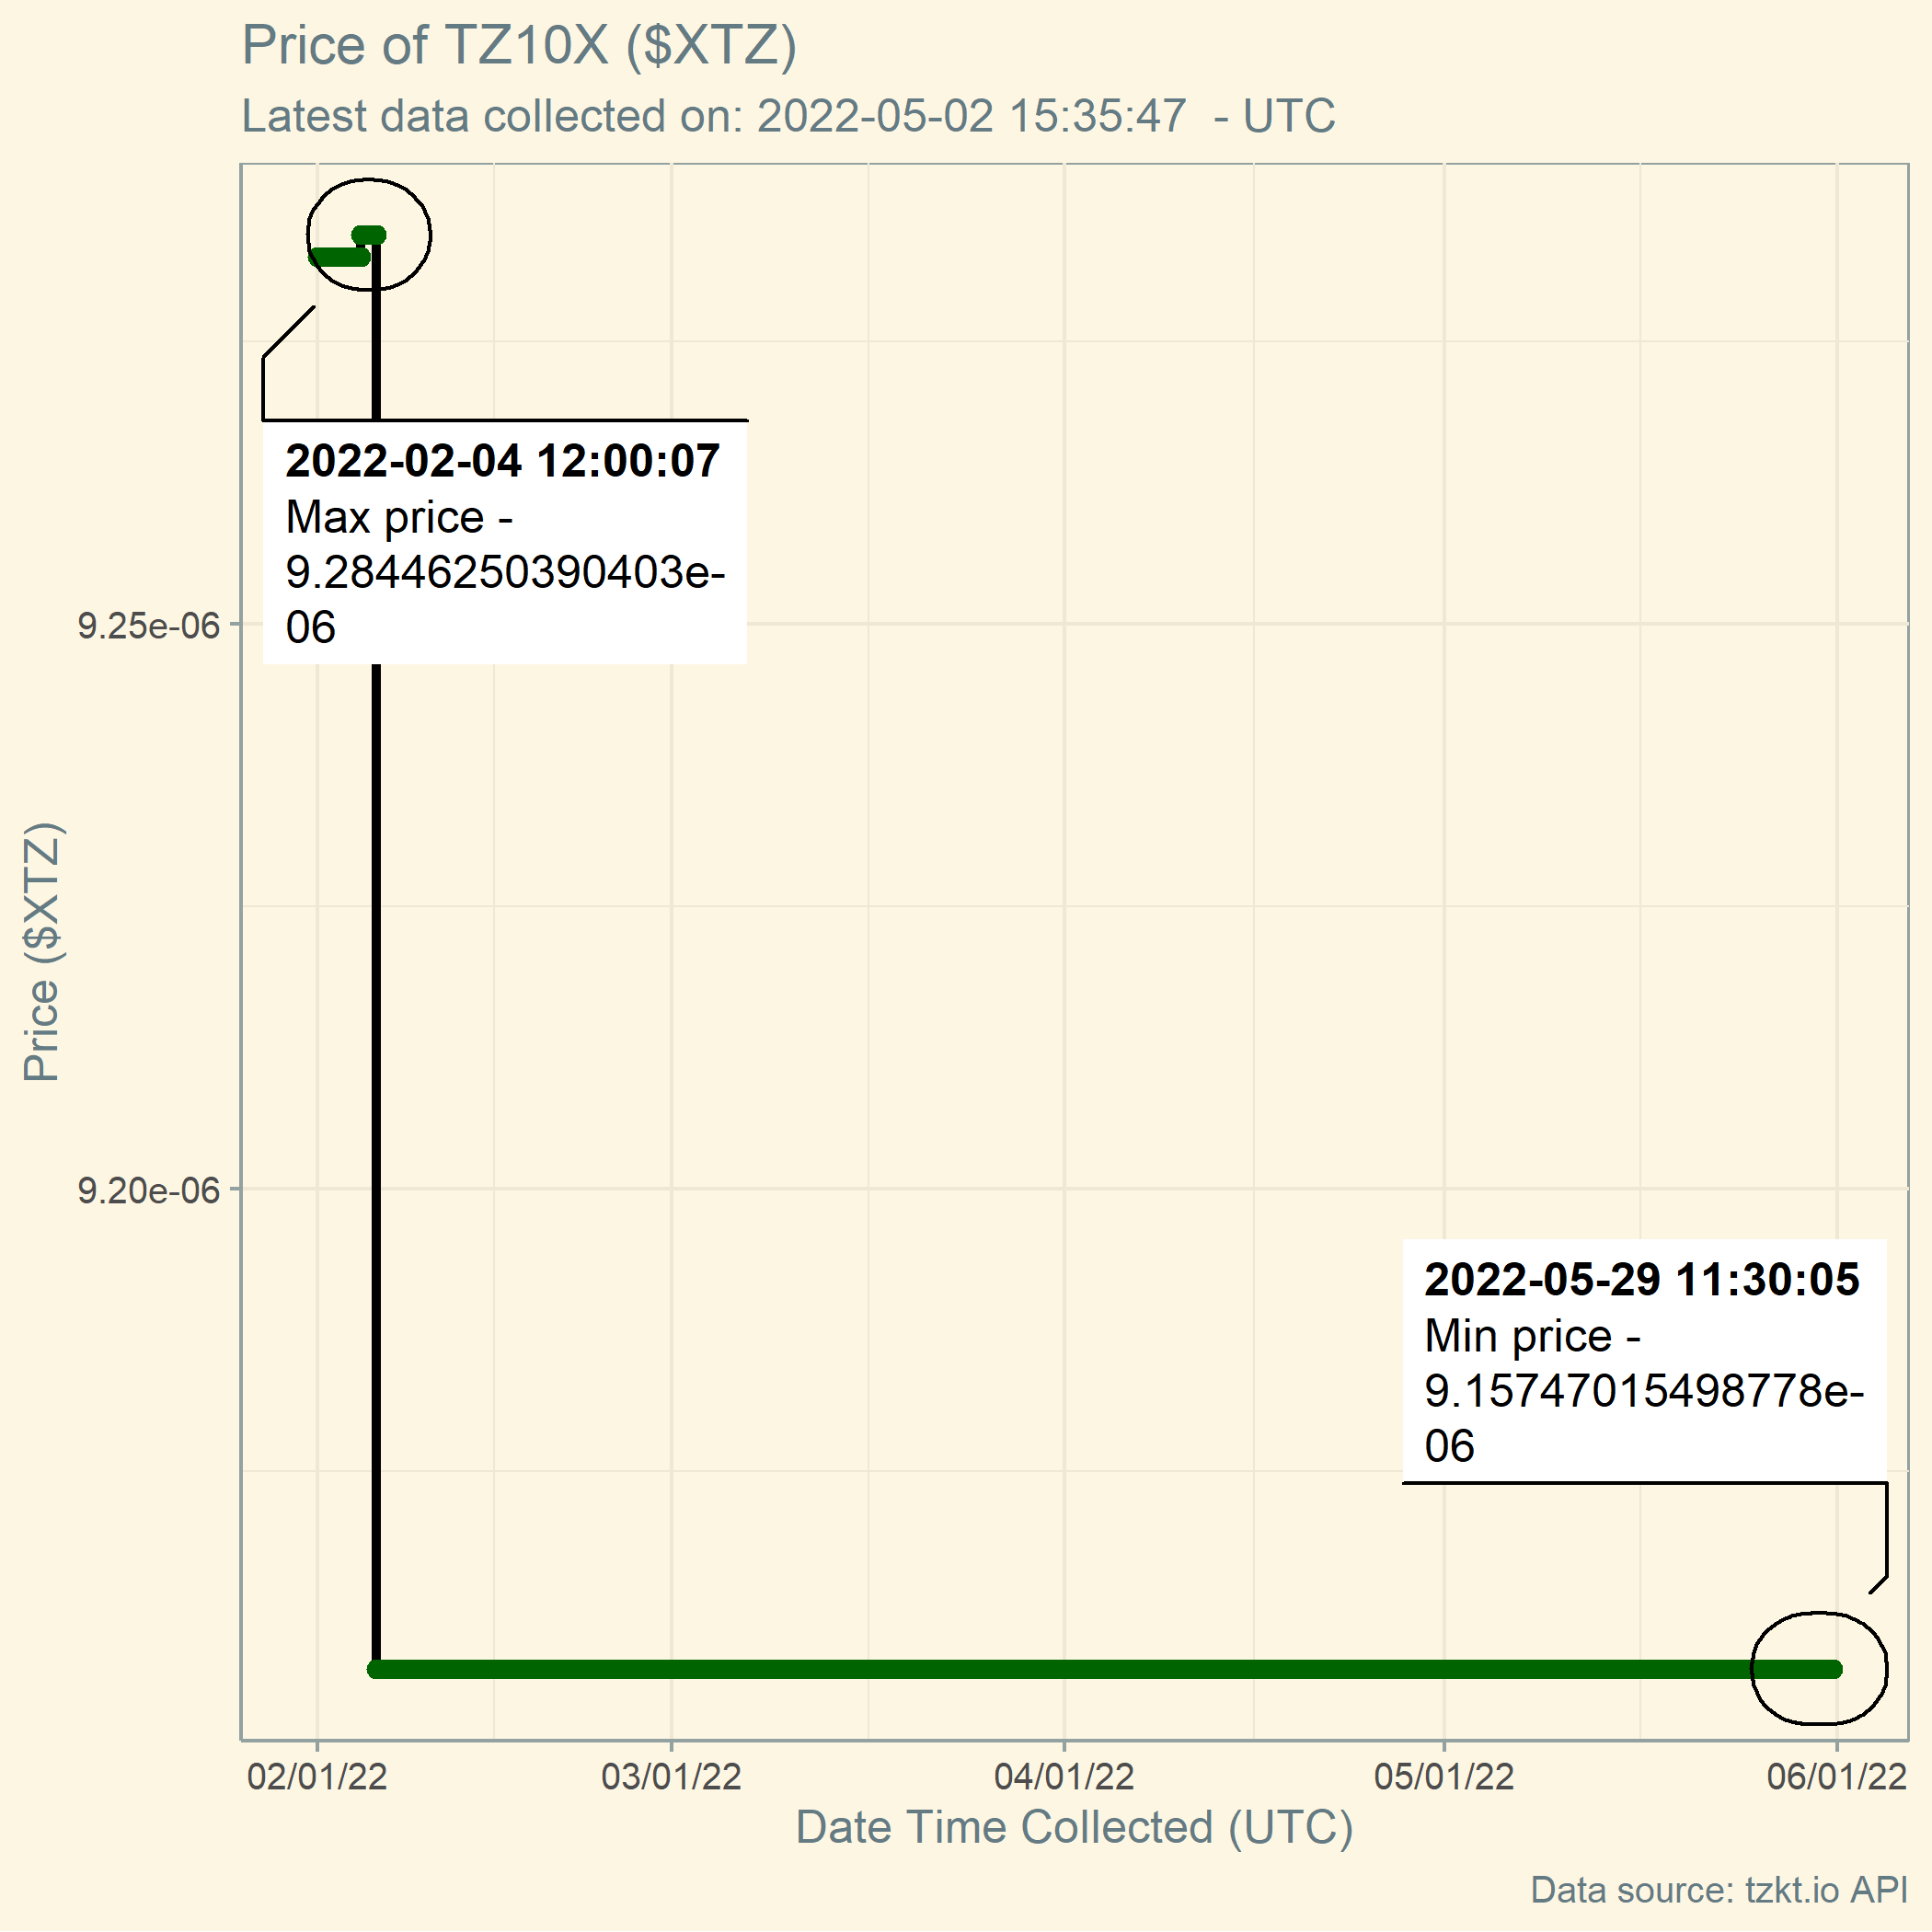 Price of TZ10X ($XTZ)
Latest data collected on: 2022-05-02 15:35:47  - UTC
2022-02-04 12:00:07
Max price -
9.28446250390403e-
06
9.25e-06
Price ($XTZ)
9.20e-06
2022-05-29 11:30:05
Min price -
9.15747015498778e-
06
02/01/22
03/01/22
04/01/22
05/01/22
06/01/22
Date Time Collected (UTC)
Data source: tzkt.io API